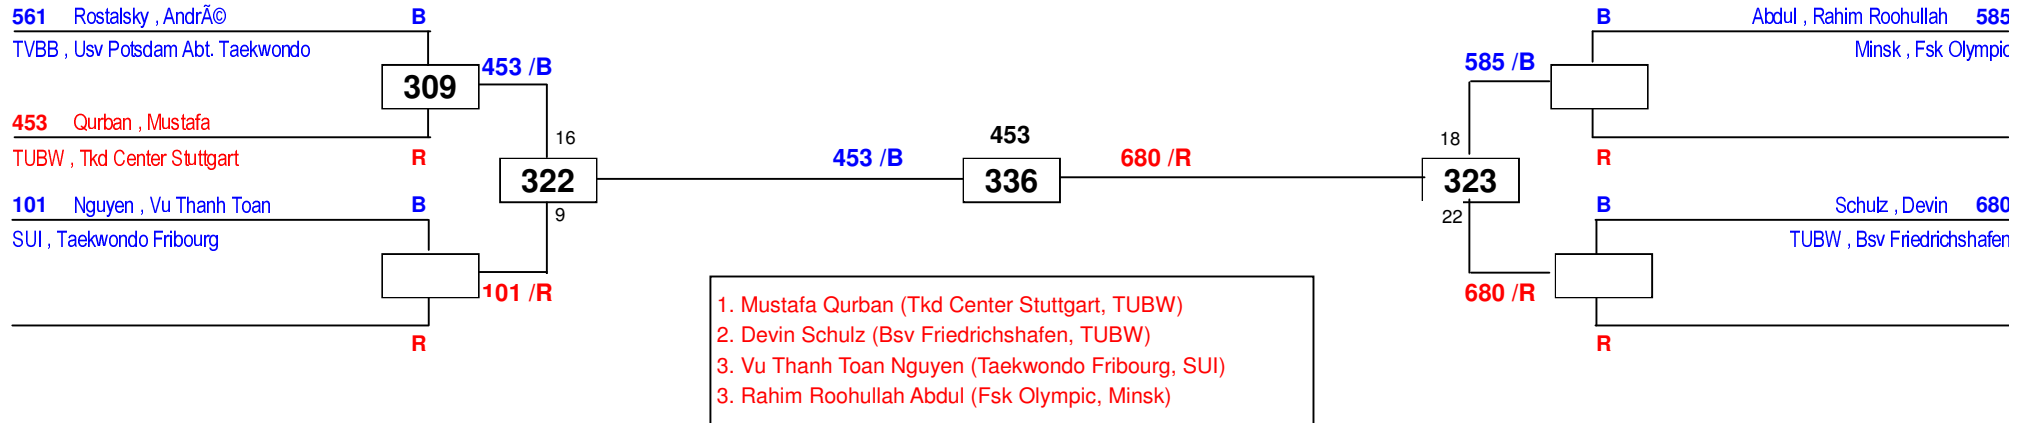 561 Rostalsky , AndrÃ© B
TVBB , Usv Potsdam Abt. Taekwondo
309
453 /B
453 Qurban , Mustafa
TUBW , Tkd Center Stuttgart R
16
322
9
101 Nguyen , Vu Thanh Toan B
SUI , Taekwondo Fribourg
101 /R
R
453 /B
453
336
680 /R
B Abdul , Rahim Roohullah 585
Minsk , Fsk Olympic
585 /B
R
18
323
22
B Schulz , Devin 680
TUBW , Bsv Friedrichshafen
680 /R
R
1. Mustafa Qurban (Tkd Center Stuttgart, TUBW)
2. Devin Schulz (Bsv Friedrichshafen, TUBW)
3. Vu Thanh Toan Nguyen (Taekwondo Fribourg, SUI)
3. Rahim Roohullah Abdul (Fsk Olympic, Minsk)